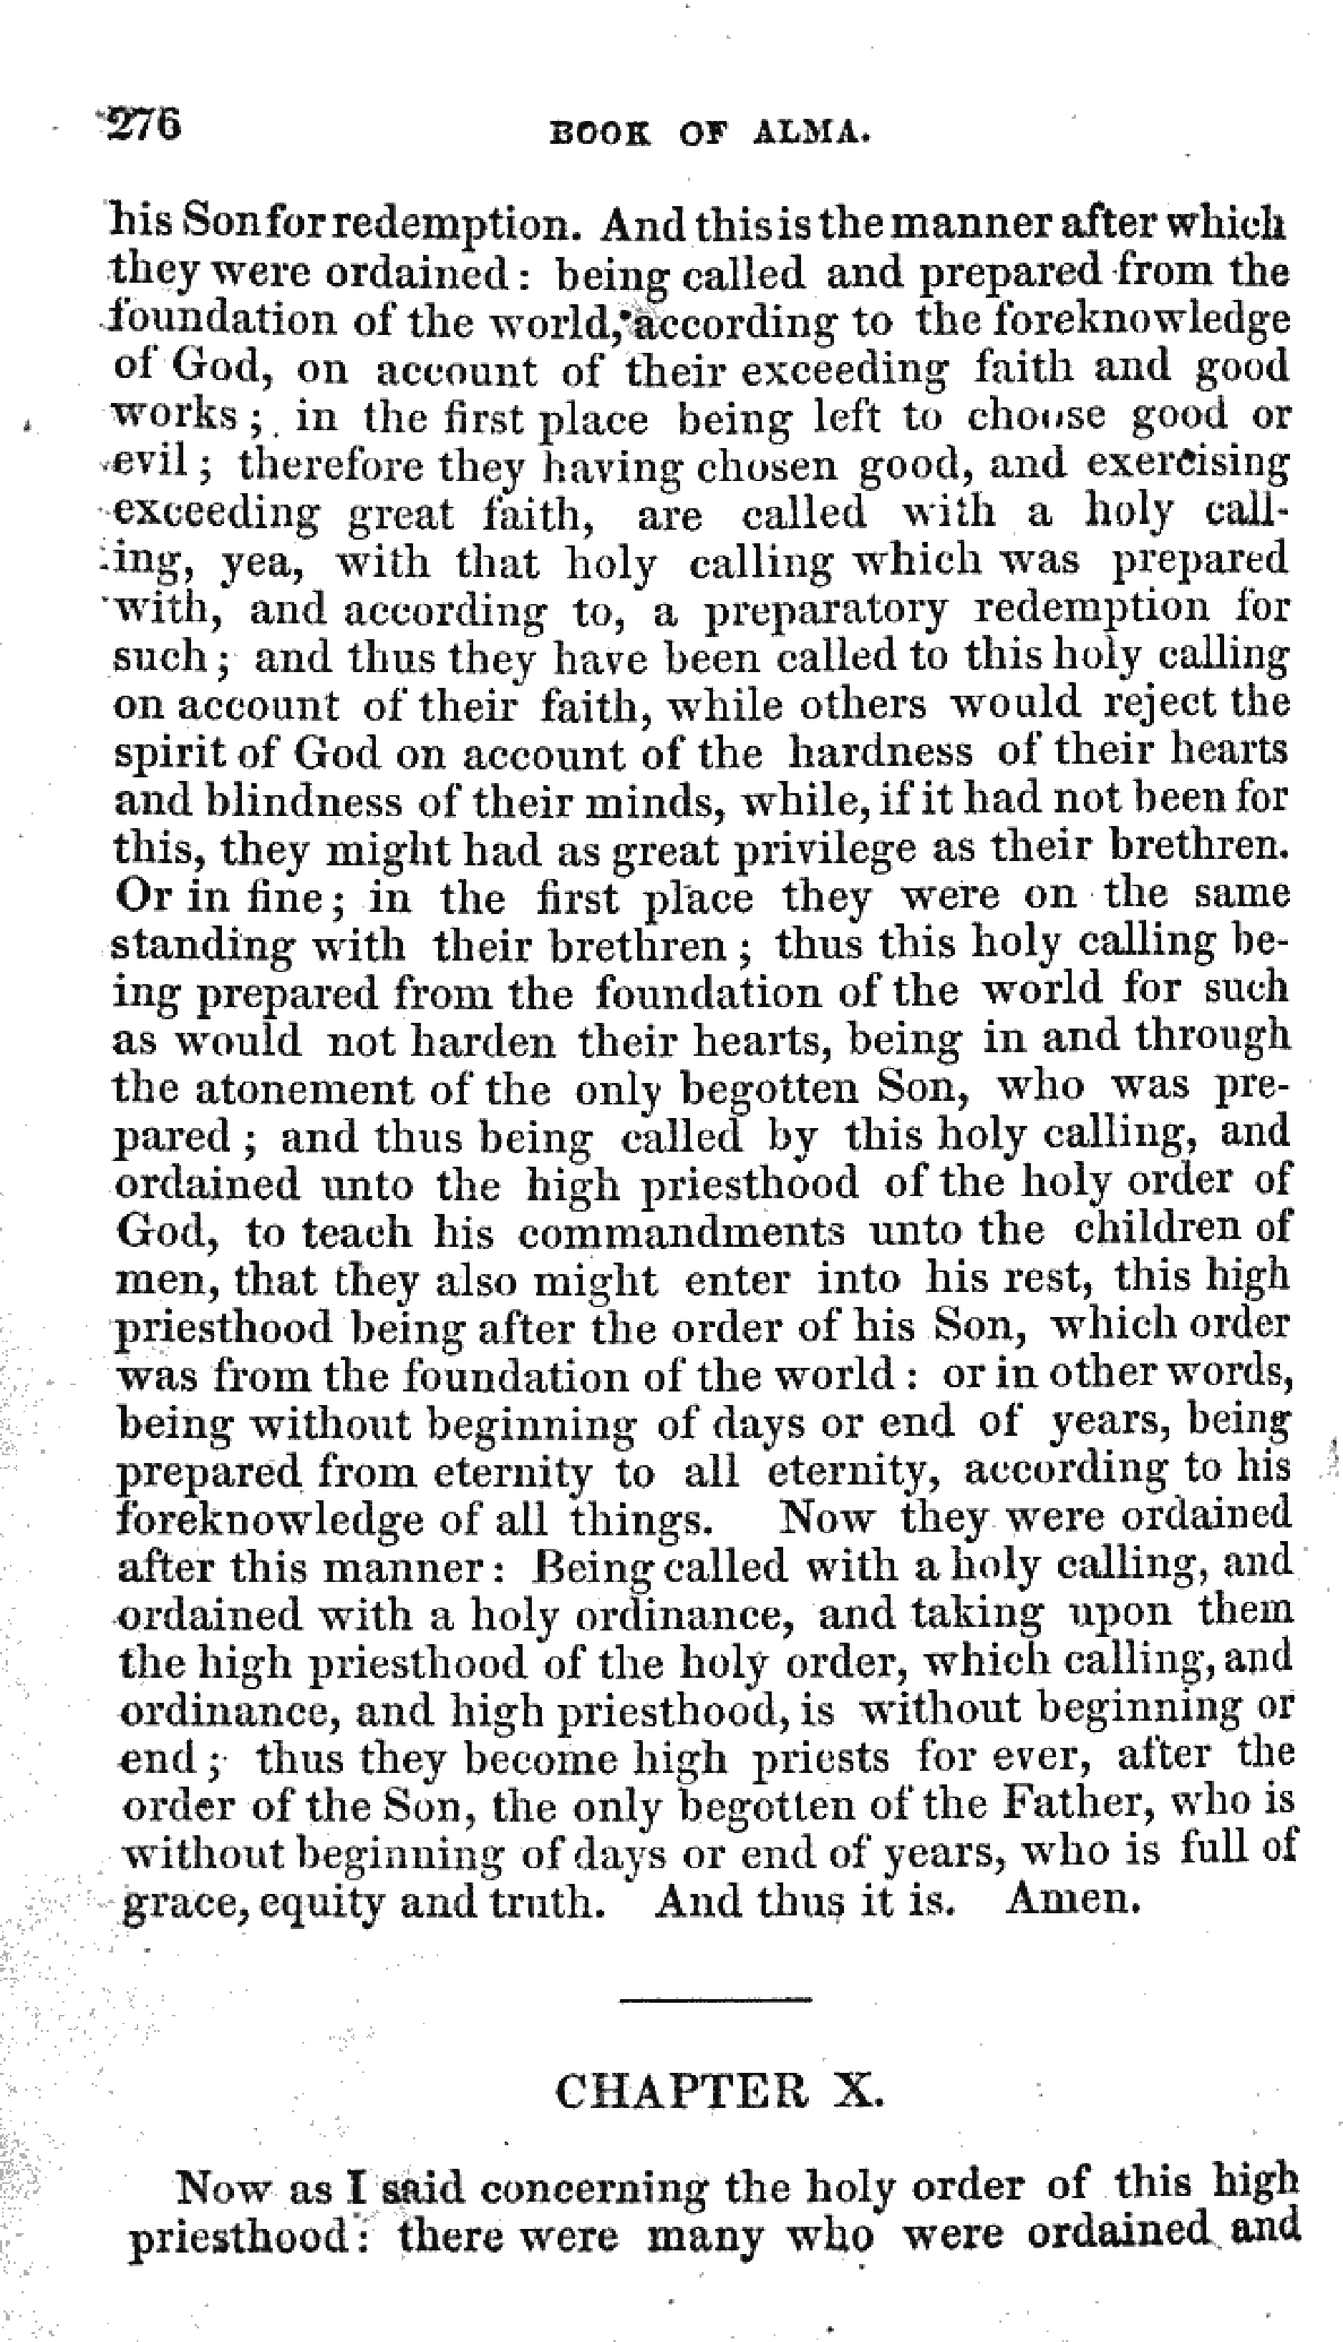 276 BOOK OF ALMA.
his Son for redemption. And this is the manner after which
they were ordained: being called and prepared from the
foundation of the world, according to the foreknowledge
of God, on account of their exceeding faith and good
works; in the first place being left to choose good or
evil; therefore they having chosen good, and exercising
exceeding great faith, are called with a holy call-
ing, yea, with that holy calling which was prepared
with, and according to, a preparatory redemption for
such; and thus they have been called to this holy calling
on account of their faith, while others would reject the
spirit of God on account of the hardness of their hearts
and blindness of their minds, while, if it had not been for
this, they might had as great privilege as their brethren.
Or in fine; in the first place they were on the same
standing with their brethren; thus this holy calling be-
ing prepared from the foundation of the world for such
as would not harden their hearts, being in and through
the atonement of the only begotten Son, who was pre-
pared; and thus being called by this holy calling, and
ordained unto the high priesthood of the holy order of
God, to teach his commandments unto the children of
men, that they also might enter into his rest, this high
priesthood being after the order of his Son, which order
was from the foundation of the world: or in other words,
being without beginning of days or end of years, being
prepared from eternity to all eternity, according to his
foreknowledge of all things. Now they were ordained
after this manner: Being called with a holy calling, and
ordained with a holy ordinance, and taking upon them
the high priesthood of the holy order, which calling, and
ordinance, and high priesthood, is without beginning or
end; thus they become high priests for ever, after the
order of the Son, the only begotten of the Father, who is
without beginning of days or end of years, who is full of
grace, equity and truth. And thus it is. Amen.
CHAPTER X.
Now as I said concerning the holy order of this high
priesthood: there were many who were ordained and